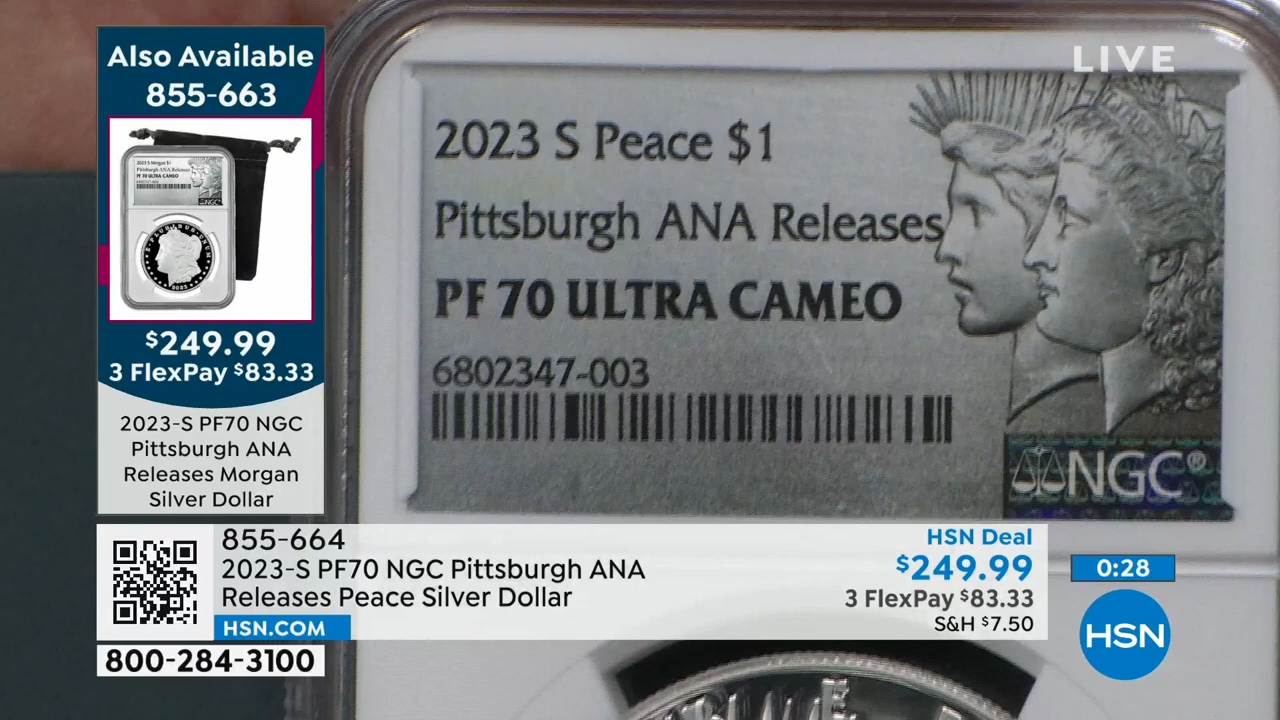 Also Available
855-663
2023 S Morgan $1
Pittsburgh ANA Releases
PF 70 ULTRA CAMEO
NGC
2023
$249.99
3 FlexPay $83.33
2023-S PF70 NGC
Pittsburgh ANA
Releases Morgan
Silver Dollar
LIVE
2023 S Peace $1
Pittsburgh ANA Releases
PF 70 ULTRA CAMEO
6802347-003
NGC®
855-664
2023-S PF70 NGC Pittsburgh ANA
Releases Peace Silver Dollar
HSN.COM
800-284-3100
HSN Deal
$249.99
3 FlexPay $83.33
S&H $7.50
0:28
HSN